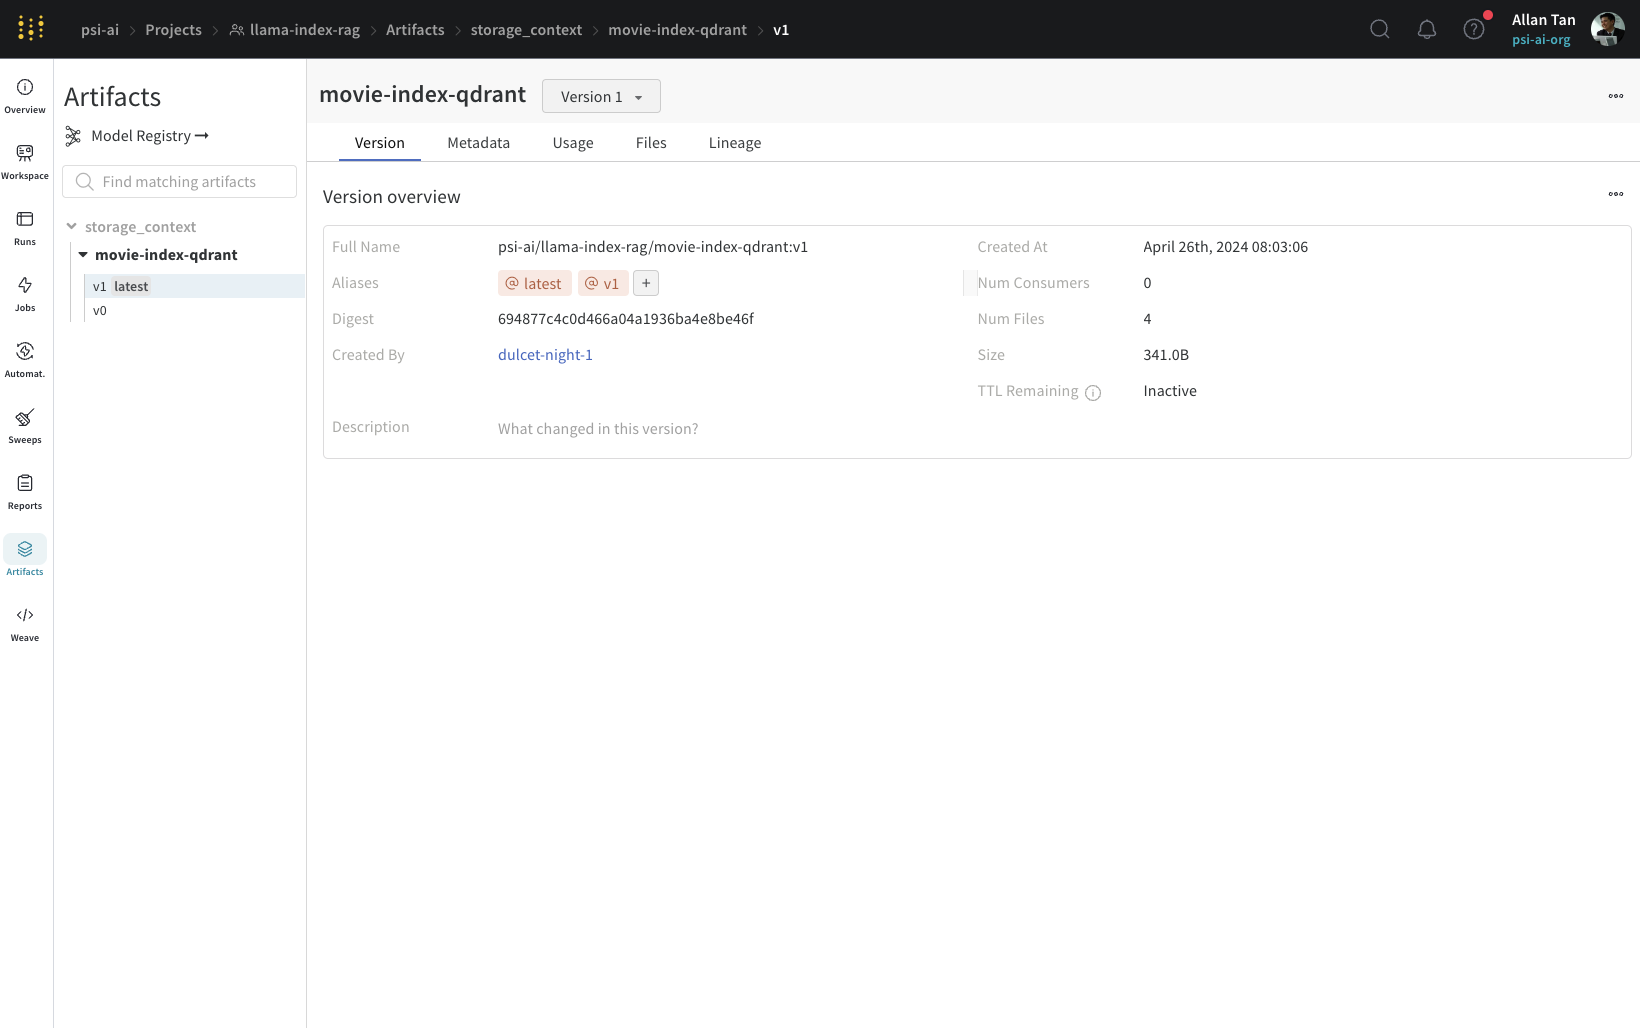 psi-ai > Projects > llama-index-rag > Artifacts > storage_context > movie-index-qdrant > v1
Allan Tan
psi-ai-org
Overview
Workspace
Runs
Jobs
Automat.
Sweeps
Reports
Artifacts
Weave
Artifacts
Model Registry
Find matching artifacts
storage_context
movie-index-qdrant
v1 latest
v0
movie-index-qdrant Version 1
Version Metadata Usage Files Lineage
Version overview
Full Name psi-ai/llama-index-rag/movie-index-qdrant:v1 Created At April 26th, 2024 08:03:06
Aliases @ latest @ v1 + Num Consumers 0
Digest 694877c4c0d466a04a1936ba4e8be46f Num Files 4
Created By dulcet-night-1 Size 341.0B
TTL Remaining Inactive
Description What changed in this version?